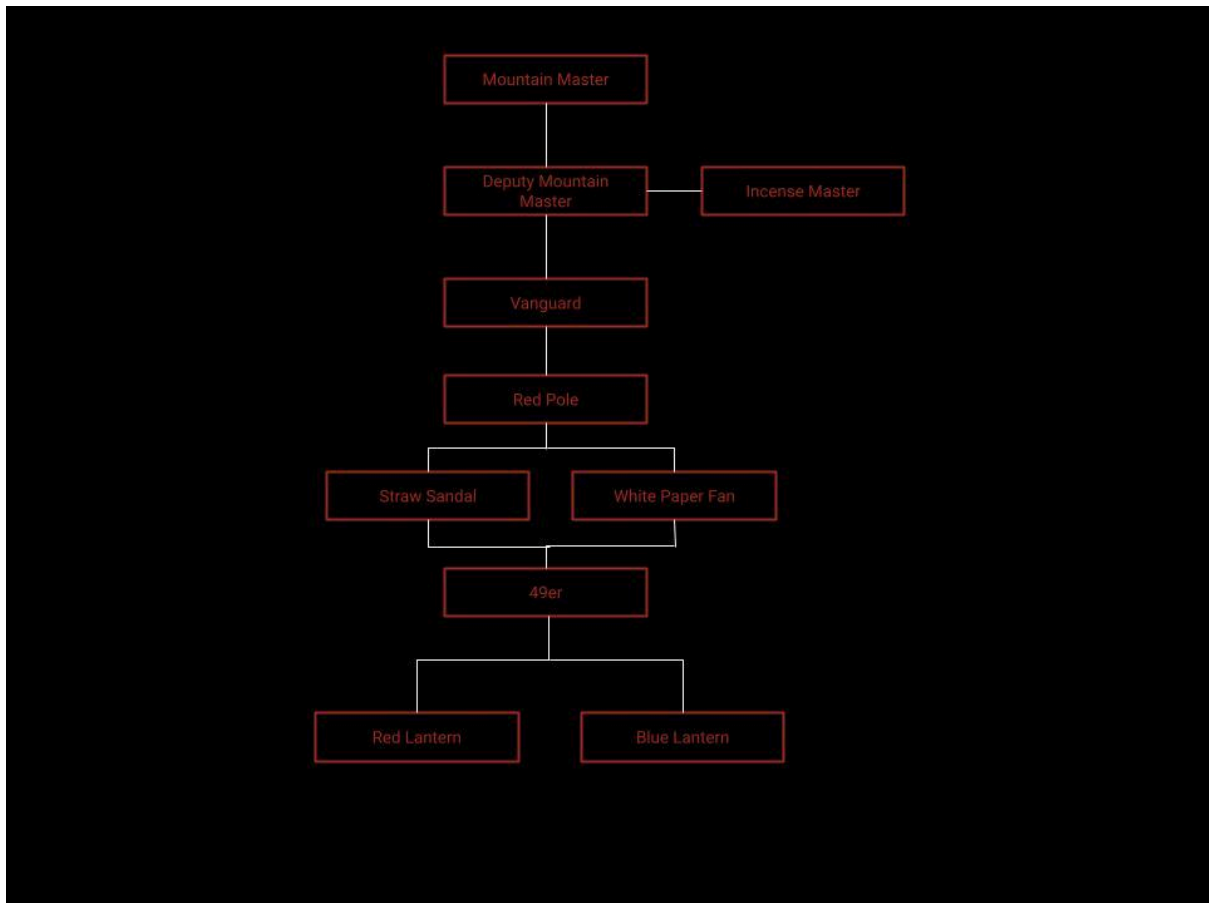 Mountain Master
Deputy Mountain
Master
Incense Master
Vanguard
Red Pole
Straw Sandal
White Paper Fan
49er
Red Lantern
Blue Lantern